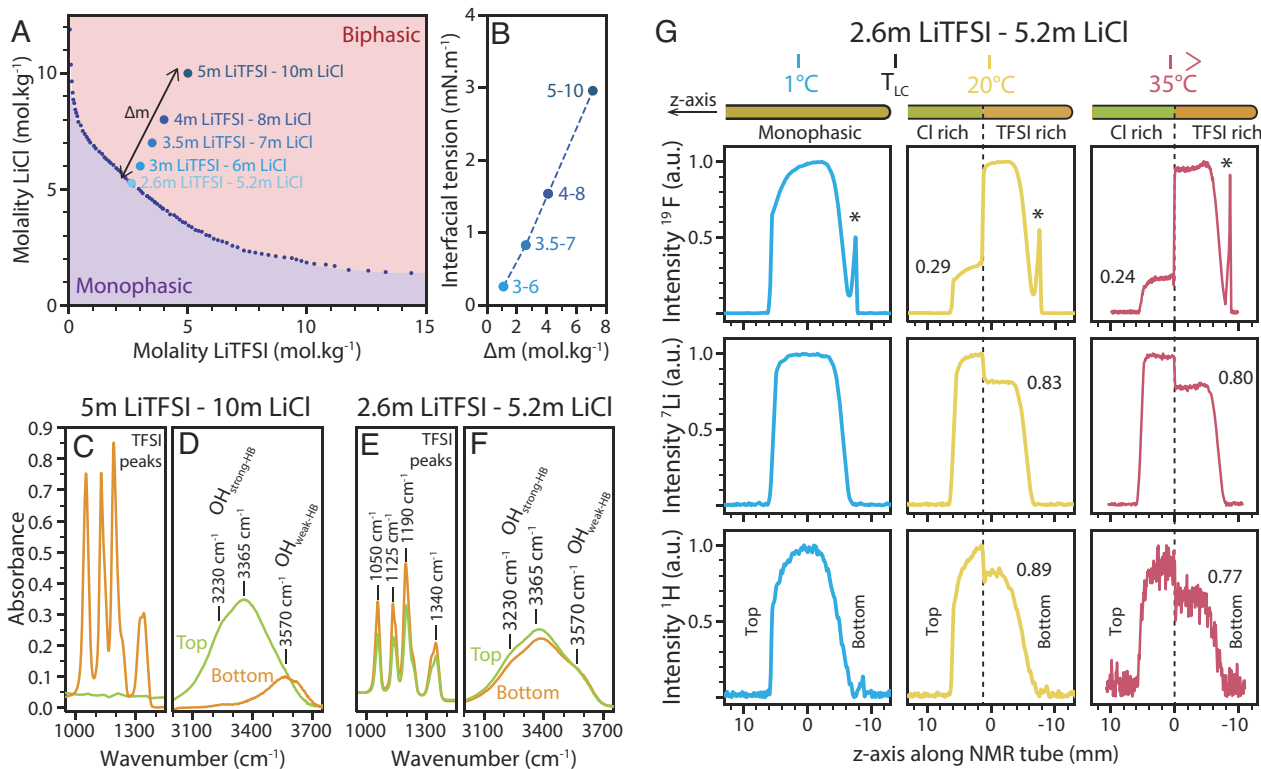 A
Biphasic
5m LiTFSI - 10m LiCl
Δm
4m LiTFSI - 8m LiCl
3.5m LiTFSI - 7m LiCl
3m LiTFSI - 6m LiCl
2.6m LiTFSI - 5.2m LiCl
Monophasic
Molality LiCl (mol.kg⁻¹)
10
5
0
0
5
10
15
Molality LiTFSI (mol.kg⁻¹)
B
5-10
4-8
3.5-7
3-6
Interfacial tension (mN.m⁻¹)
4
3
2
1
0
0
2
4
6
8
Δm (mol.kg⁻¹)
5m LiTFSI - 10m LiCl
C
TFSI
peaks
D
OHstrong-HB
OHweak-HB
3230 cm⁻¹
3365 cm⁻¹
3570 cm⁻¹
Top
Bottom
Absorbance
0.9
0.8
0.7
0.6
0.5
0.4
0.3
0.2
0.1
0.0
1000
1300
3100
3400
3700
Wavenumber (cm⁻¹)
2.6m LiTFSI - 5.2m LiCl
E
TFSI
peaks
1050 cm⁻¹
1125 cm⁻¹
1190 cm⁻¹
1340 cm⁻¹
F
OHstrong-HB
OHweak-HB
3230 cm⁻¹
3365 cm⁻¹
3570 cm⁻¹
Top
Bottom
1000
1300
3150
3450
3750
Wavenumber (cm⁻¹)
G
2.6m LiTFSI - 5.2m LiCl
1°C
TLC
20°C
35°C
>
z-axis
Monophasic
Cl rich
TFSI rich
Cl rich
TFSI rich
Intensity ¹⁹F (a.u.)
1.0
0.5
0
*
0.29
*
0.24
*
Intensity ⁷Li (a.u.)
1.0
0.5
0
0.83
0.80
Intensity ¹H (a.u.)
1.0
0.5
0
Top
Bottom
0.89
Top
Bottom
0.77
Top
Bottom
10
0
-10
10
0
-10
10
0
-10
z-axis along NMR tube (mm)